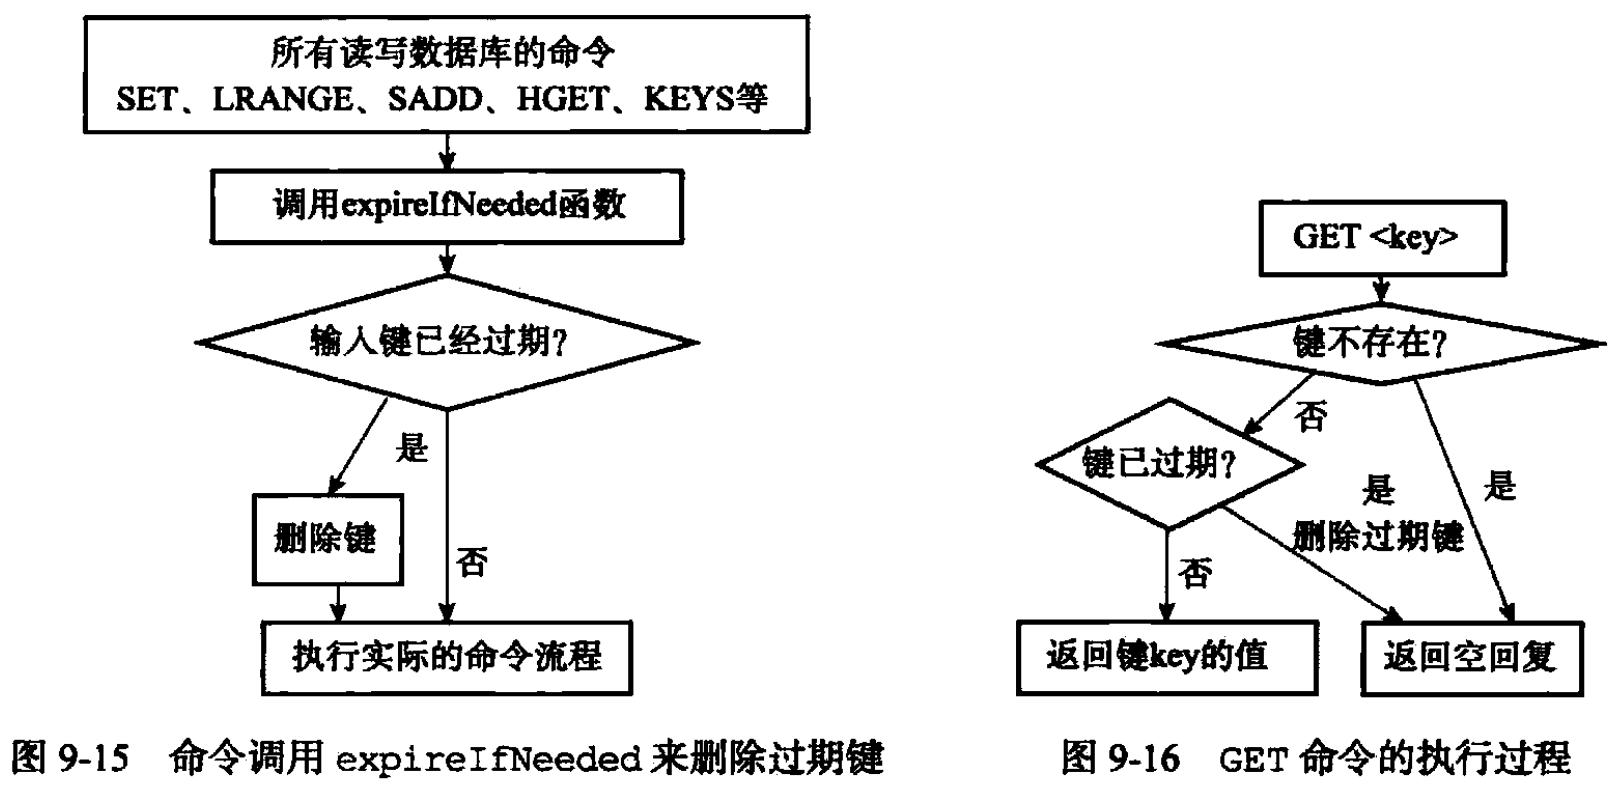 所有读写数据库的命令
SET、LRANGE、SADD、HGET、KEYS等
调用expireIfNeeded函数
输入键已经过期?
是
删除键
否
执行实际的命令流程
图 9-15 命令调用 expireIfNeeded 来删除过期键
GET <key>
键不存在?
否
键已过期?
是
删除过期键
是
否
返回键key的值
返回空回复
图 9-16 GET 命令的执行过程